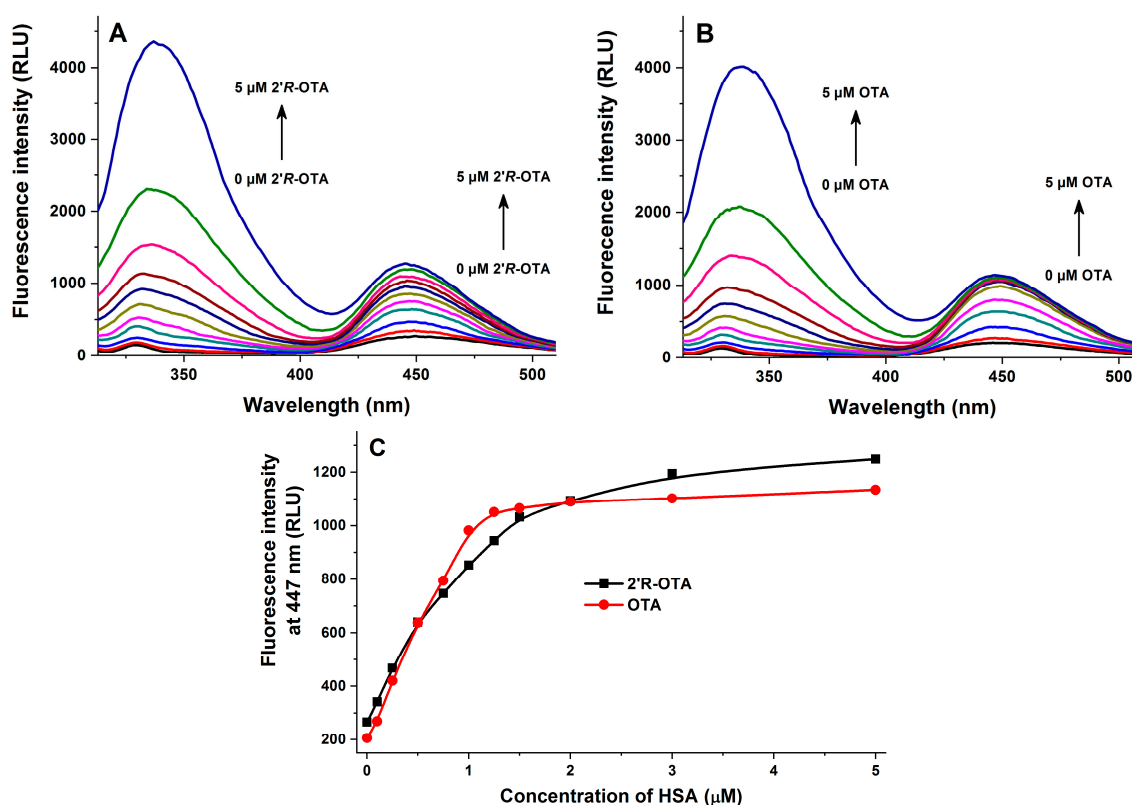 A
Fluorescence intensity (RLU)
4000
3000
2000
1000
0
5 µM 2'R-OTA
0 µM 2'R-OTA
5 µM 2'R-OTA
0 µM 2'R-OTA
350
400
450
500
Wavelength (nm)
B
Fluorecence intensity (RLU)
4000
3000
2000
1000
0
5 µM OTA
0 µM OTA
5 µM OTA
0 µM OTA
350
400
450
500
Wavelength (nm)
C
Fluorescence intensity
at 447 nm (RLU)
1200
1000
800
600
400
200
2'R-OTA
OTA
0
1
2
3
4
5
Concentration of HSA (µM)